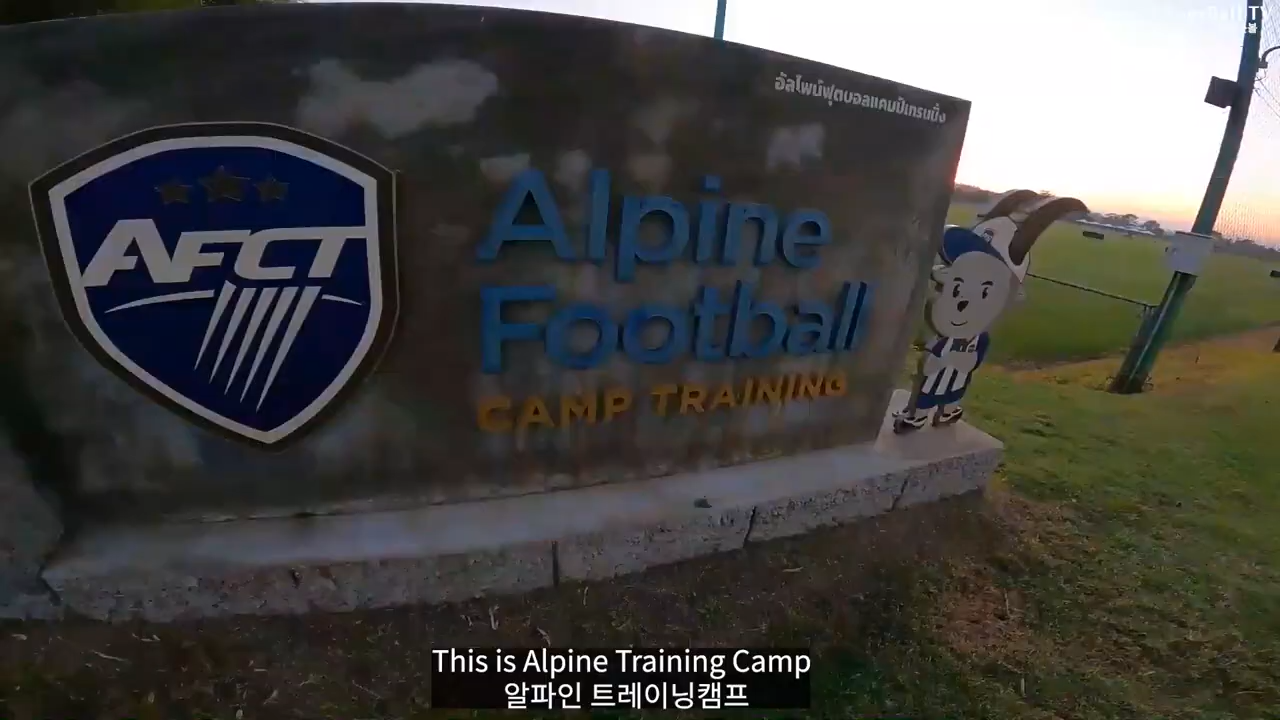 อัลไพน์ฟุตบอลแคมป์เทรนนิ่ง
AFCT
Alpine
Football
CAMP TRAINING
This is Alpine Training Camp
알파인 트레이닝캠프